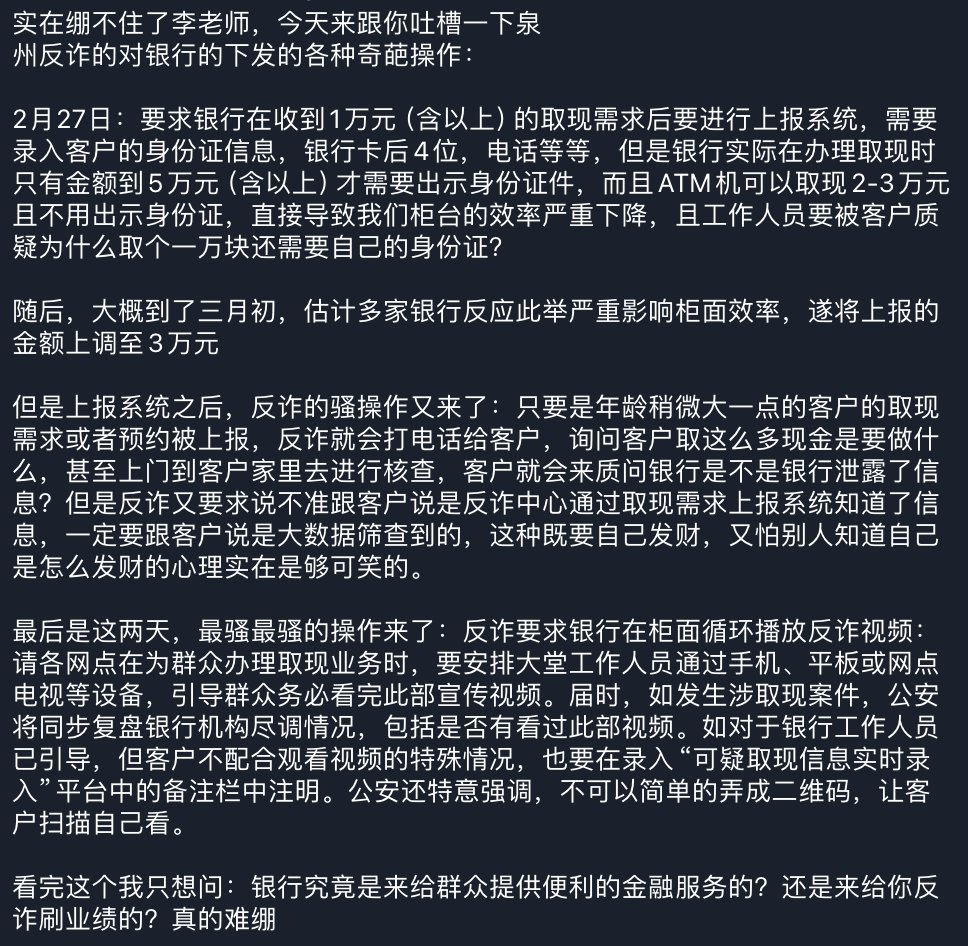 实在绷不住了李老师，今天来跟你吐槽一下泉
州反诈的对银行的下发的各种奇葩操作：
2月27日：要求银行在收到1万元（含以上）的取现需求后要进行上报系统，需要
录入客户的身份证信息，银行卡后4位，电话等等，但是银行实际在办理取现时
只有金额到5万元（含以上）才需要出示身份证件，而且ATM机可以取现2-3万元
且不用出示身份证，直接导致我们柜台的效率严重下降，且工作人员要被客户质
疑为什么取个一万块还需要自己的身份证？
随后，大概到了三月初，估计多家银行反应此举严重影响柜面效率，遂将上报的
金额上调至3万元
但是上报系统之后，反诈的骚操作又来了：只要是年龄稍微大一点的客户的取现
需求或者预约被上报，反诈就会打电话给客户，询问客户取这么多现金是要做什
么，甚至上门到客户家里去进行核查，客户就会来质问银行是不是银行泄露了信
息？但是反诈又要求说不准跟客户说是反诈中心通过取现需求上报系统知道了信
息，一定要跟客户说是大数据筛查到的，这种既要自己发财，又怕别人知道自己
是怎么发财的心理实在是够可笑的。
最后是这两天，最骚最骚的操作来了：反诈要求银行在柜面循环播放反诈视频：
请各网点在为群众办理取现业务时，要安排大堂工作人员通过手机、平板或网点
电视等设备，引导群众务必看完此部宣传视频。届时，如发生涉取现案件，公安
将同步复盘银行机构尽调情况，包括是否有看过此部视频。如对于银行工作人员
已引导，但客户不配合观看视频的特殊情况，也要在录入“可疑取现信息实时录
入”平台中的备注栏中注明。公安还特意强调，不可以简单的弄成二维码，让客
户扫描自己看。
看完这个我只想问：银行究竟是来给群众提供便利的金融服务的？还是来给你反
诈刷业绩的？真的难绷